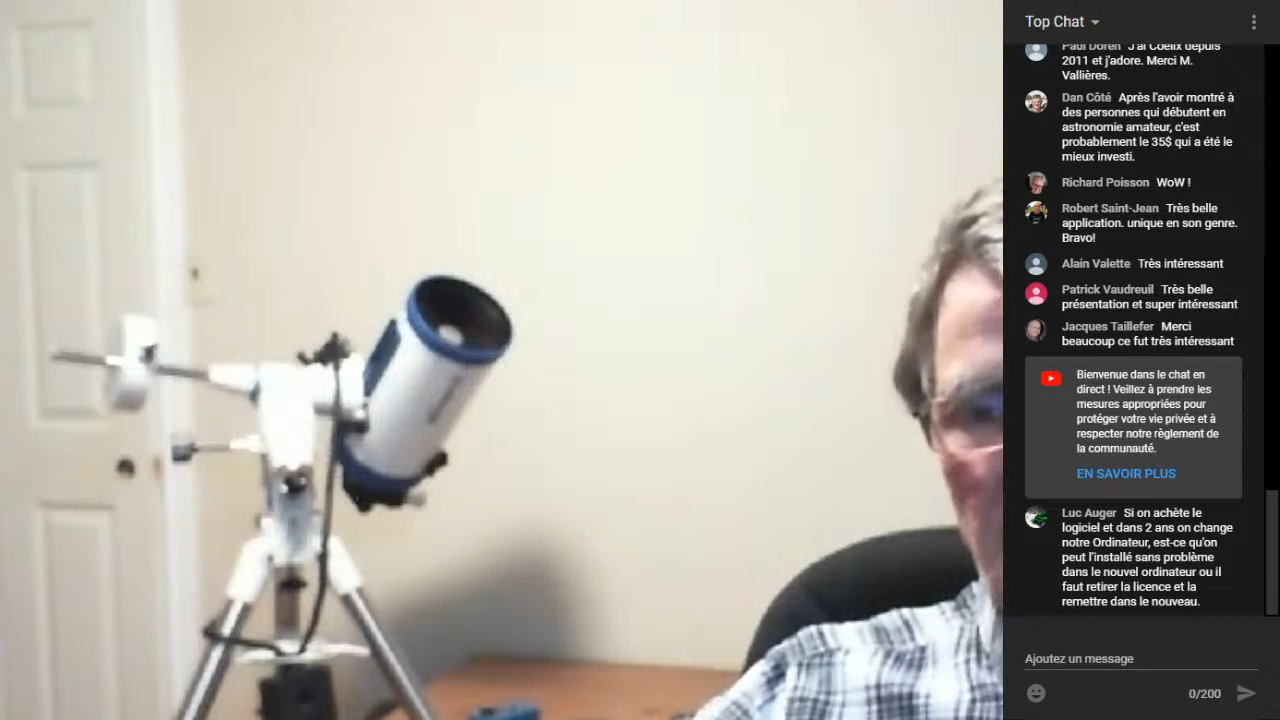 Top Chat
Paul Doren J'ai Coelix depuis
2011 et j'adore. Merci M.
Vallières.
Dan Côté Après l'avoir montré à
des personnes qui débutent en
astronomie amateur, c'est
probablement le 35$ qui a été le
mieux investi.
Richard Poisson WoW !
Robert Saint-Jean Très belle
application. unique en son genre.
Bravo!
Alain Valette Très intéressant
Patrick Vaudreuil Très belle
présentation et super intéressant
Jacques Taillefer Merci
beaucoup ce fut très intéressant
Bienvenue dans le chat en
direct ! Veillez à prendre les
mesures appropriées pour
protéger votre vie privée et à
respecter notre règlement de
la communauté.
EN SAVOIR PLUS
Luc Auger Si on achète le
logiciel et dans 2 ans on change
notre Ordinateur, est-ce qu'on
peut l'installé sans problème
dans le nouvel ordinateur ou il
faut retirer la licence et la
remettre dans le nouveau.
Ajoutez un message
0/200